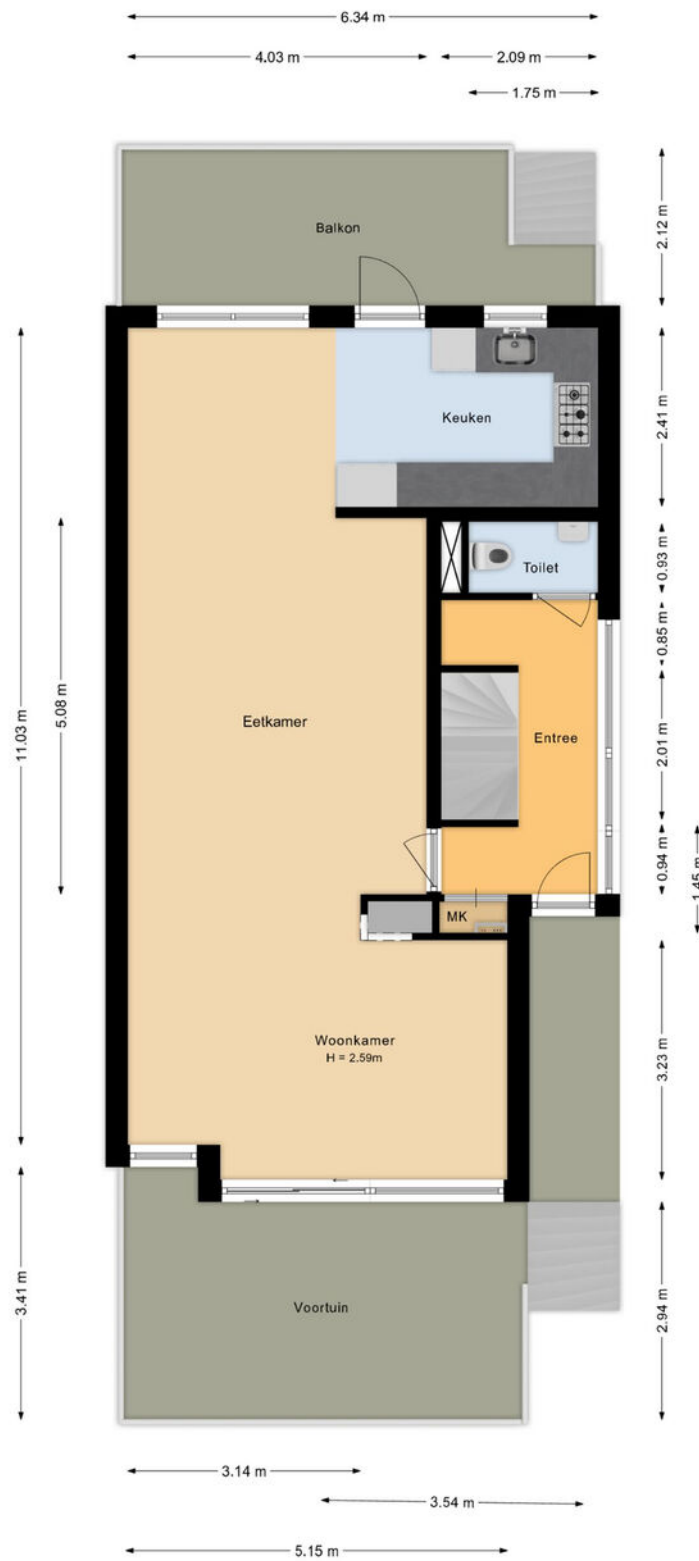 6.34 m
4.03 m
2.09 m
1.75 m
Balkon
2.12 m
Keuken
2.41 m
Toilet
0.93 m
0.85 m
11.03 m
5.08 m
Eetkamer
Entree
2.01 m
0.94 m
1.45 m
MK
Woonkamer
H = 2.59m
3.23 m
3.41 m
Voortuin
2.94 m
3.14 m
3.54 m
5.15 m